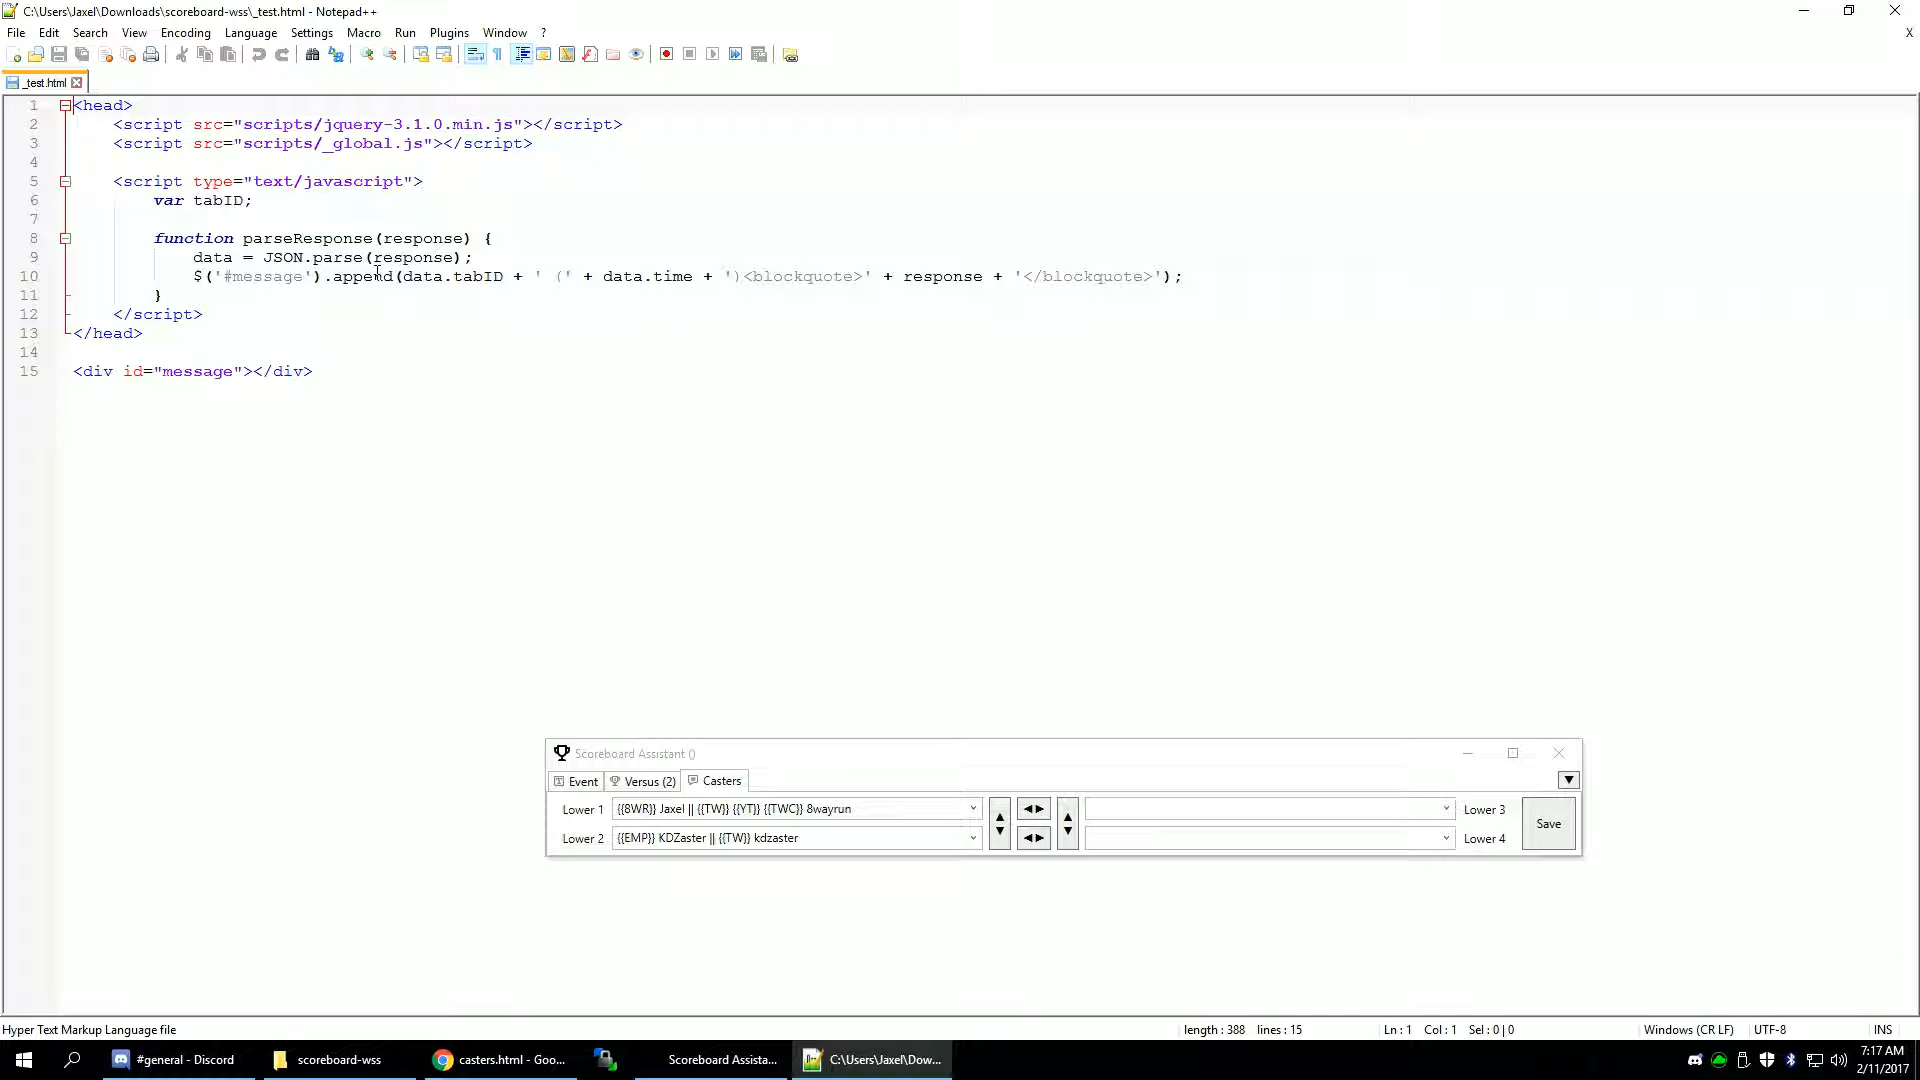 C:\Users\Jaxel\Downloads\scoreboard-wss\_test.html - Notepad++
File Edit Search View Encoding Language Settings Macro Run Plugins Window ? X
_test.html
1 <head>
2 <script src="scripts/jquery-3.1.0.min.js"></script>
3 <script src="scripts/_global.js"></script>
4
5 <script type="text/javascript">
6 var tabID;
7
8 function parseResponse(response) {
9 data = JSON.parse(response);
10 $('#message').append(data.tabID + ' (' + data.time + ')<blockquote>' + response + '</blockquote>');
11 }
12 </script>
13 </head>
14
15 <div id="message"></div>
Scoreboard Assistant ()
Event Versus (2) Casters
Lower 1 {{8WR}} Jaxel || {{TW}} {{YT}} {{TWC}} 8wayrun Lower 3
Lower 2 {{EMP}} KDZaster || {{TW}} kdzaster Lower 4
Save
Hyper Text Markup Language file length : 388 lines : 15 Ln : 1 Col : 1 Sel : 0 | 0 Windows (CR LF) UTF-8 INS
#general - Discord scoreboard-wss casters.html - Goo... Scoreboard Assista... C:\Users\Jaxel\Dow... 7:17 AM
2/11/2017